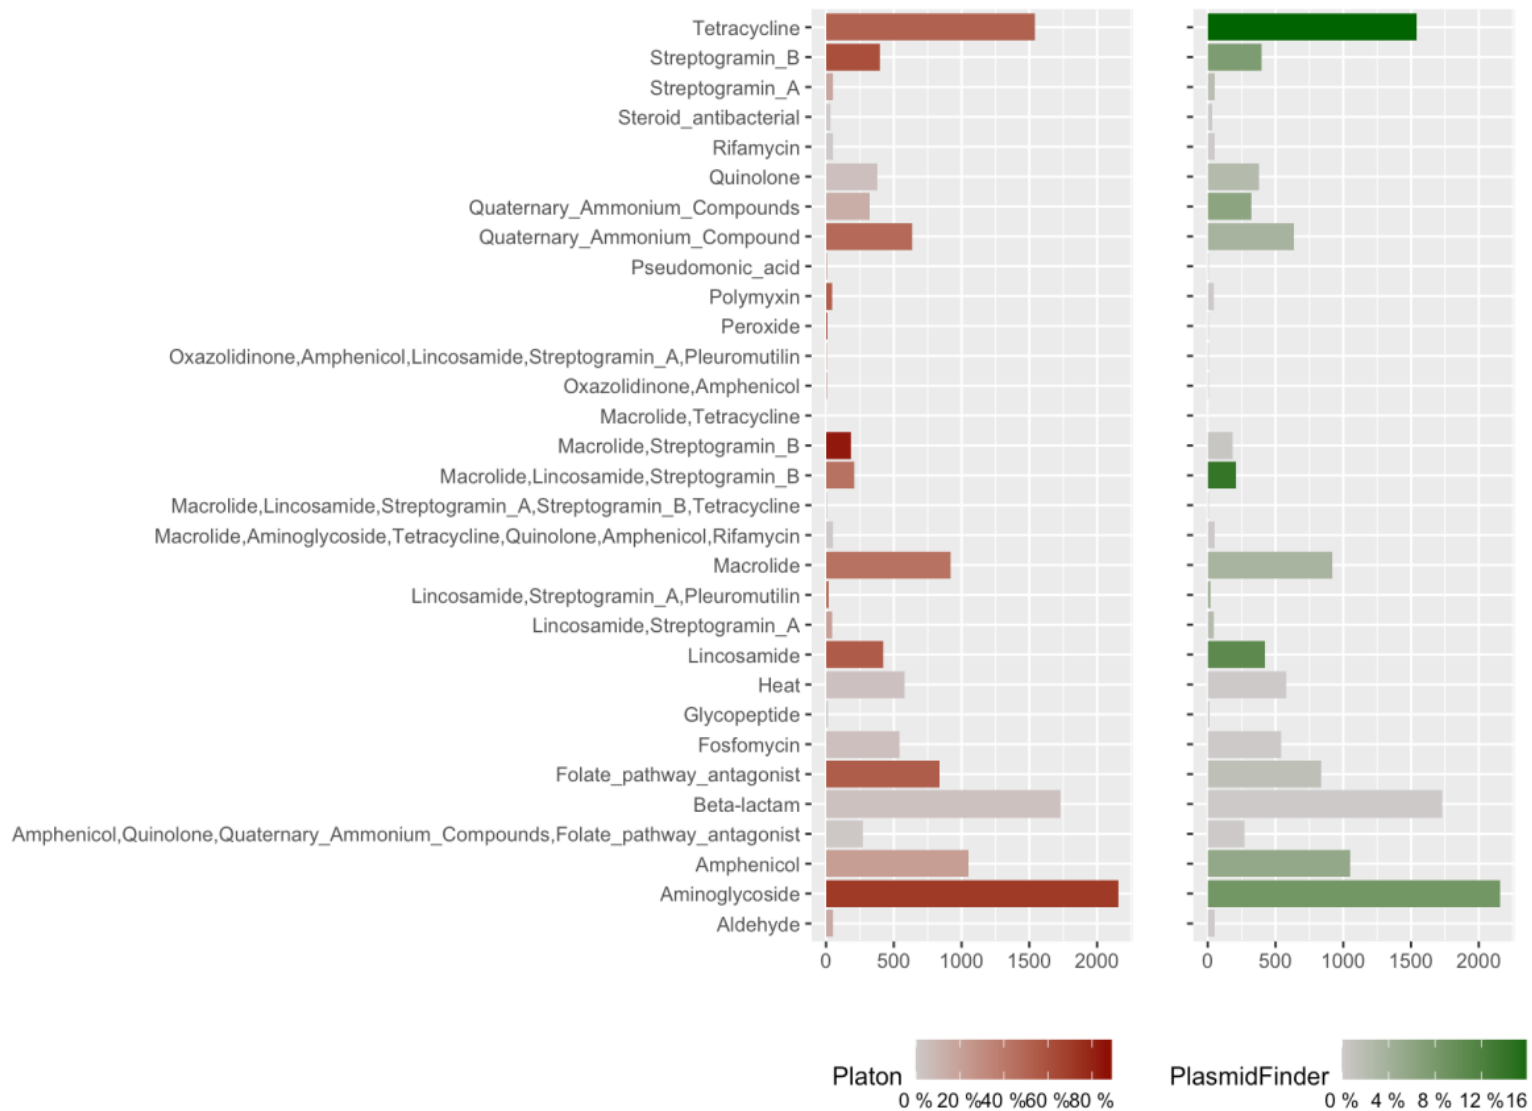 Tetracycline
Streptogramin_B
Streptogramin_A
Steroid_antibacterial
Rifamycin
Quinolone
Quaternary_Ammonium_Compounds
Quaternary_Ammonium_Compound
Pseudomonic_acid
Polymyxin
Peroxide
Oxazolidinone,Amphenicol,Lincosamide,Streptogramin_A,Pleuromutilin
Oxazolidinone,Amphenicol
Macrolide,Tetracycline
Macrolide,Streptogramin_B
Macrolide,Lincosamide,Streptogramin_B
Macrolide,Lincosamide,Streptogramin_A,Streptogramin_B,Tetracycline
Macrolide,Aminoglycoside,Tetracycline,Quinolone,Amphenicol,Rifamycin
Macrolide
Lincosamide,Streptogramin_A,Pleuromutilin
Lincosamide,Streptogramin_A
Lincosamide
Heat
Glycopeptide
Fosfomycin
Folate_pathway_antagonist
Beta-lactam
Amphenicol,Quinolone,Quaternary_Ammonium_Compounds,Folate_pathway_antagonist
Amphenicol
Aminoglycoside
Aldehyde
0 500 1000 1500 2000 0 500 1000 1500 2000
Platon PlasmidFinder
0 % 20 % 40 % 60 % 80 % 0 % 4 % 8 % 12 % 16